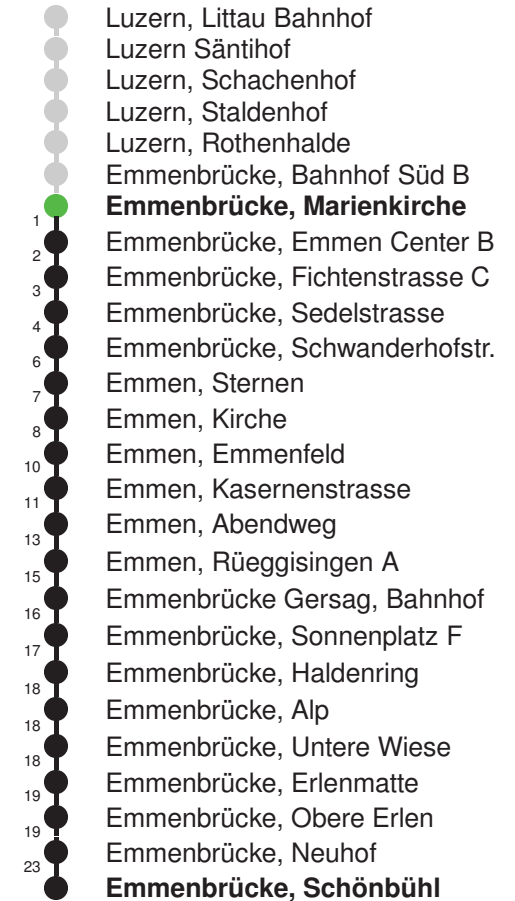 Luzern, Littau Bahnhof
Luzern Säntihof
Luzern, Schachenhof
Luzern, Staldenhof
Luzern, Rothenhalde
Emmenbrücke, Bahnhof Süd B
Emmenbrücke, Marienkirche
1
Emmenbrücke, Emmen Center B
2
Emmenbrücke, Fichtenstrasse C
3
Emmenbrücke, Sedelstrasse
4
Emmenbrücke, Schwanderhofstr.
6
Emmen, Sternen
7
Emmen, Kirche
8
Emmen, Emmenfeld
10
Emmen, Kasernenstrasse
11
Emmen, Abendweg
13
Emmen, Rüeggisingen A
15
Emmenbrücke Gersag, Bahnhof
16
Emmenbrücke, Sonnenplatz F
17
Emmenbrücke, Haldenring
18
Emmenbrücke, Alp
18
Emmenbrücke, Untere Wiese
18
Emmenbrücke, Erlenmatte
19
Emmenbrücke, Obere Erlen
19
Emmenbrücke, Neuhof
23
Emmenbrücke, Schönbühl